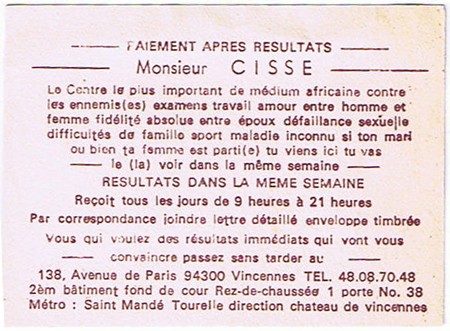 PAIEMENT APRES RESULTATS
Monsieur CISSE
Le Centre le plus important de médium africaine contre
les ennemis(es) examens travail amour entre homme et
femme fidélité absolue entre époux défaillance sexuelle
difficultés de famille sport maladie inconnu si ton mari
ou bien ta femme est parti(e) tu viens ici tu vas
le (la) voir dans la même semaine
RESULTATS DANS LA MEME SEMAINE
Reçoit tous les jours de 9 heures à 21 heures
Par correspondance joindre lettre détaillé enveloppe timbrée
Vous qui voulez des résultats immédiats qui vont vous
convaincre passez sans tarder au
138, Avenue de Paris 94300 Vincennes TEL. 48.08.70.48
2èm bâtiment fond de cour Rez-de-chaussée 1 porte No. 38
Métro : Saint Mandé Tourelle direction chateau de vincennes